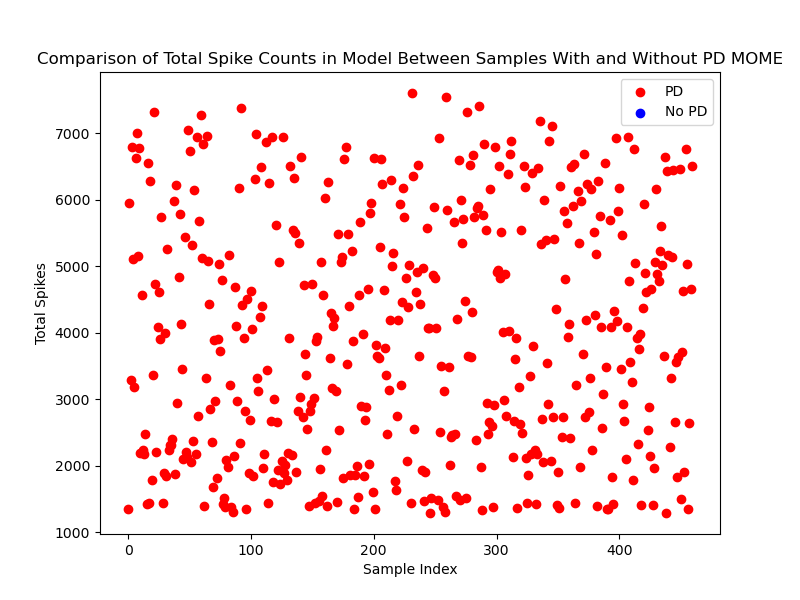 Comparison of Total Spike Counts in Model Between Samples With and Without PD MOME
PD
No PD
7000
6000
5000
4000
3000
2000
1000
Total Spikes
0 100 200 300 400
Sample Index